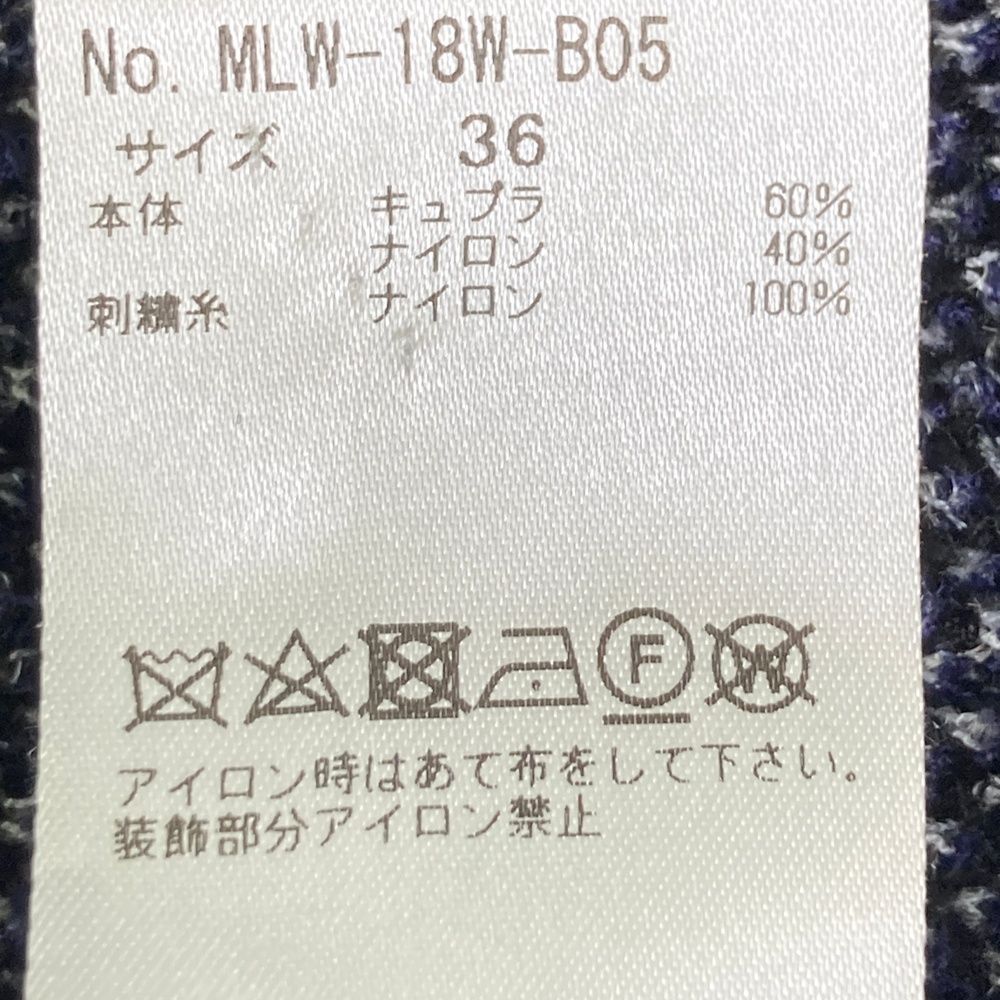 No. MLW-18W-B05
サイズ 36
本体 キュプラ 60%
ナイロン 40%
刺繍糸 ナイロン 100%
F
W
アイロン時はあて布をして下さい。
装飾部分アイロン禁止